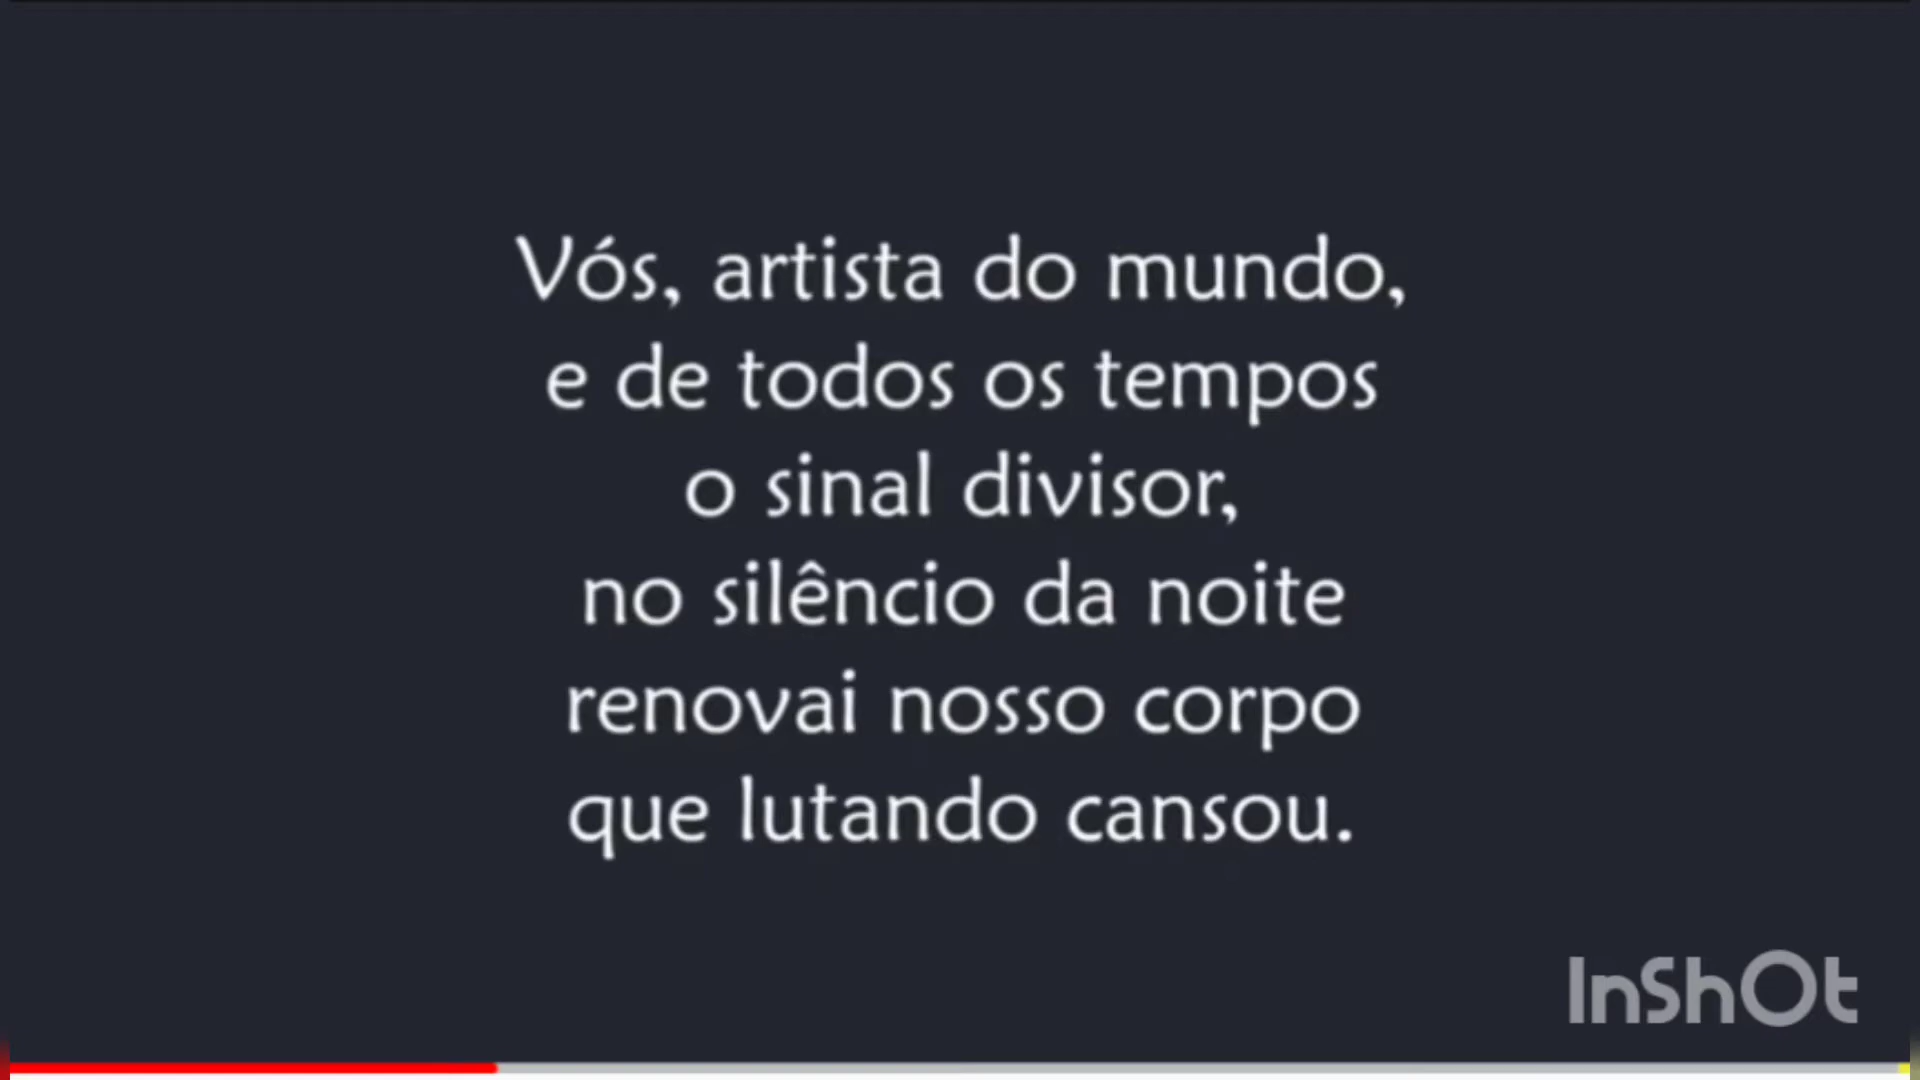 Vós, artista do mundo,
e de todos os tempos
o sinal divisor,
no silêncio da noite
renovai nosso corpo
que lutando cansou.
InShOt